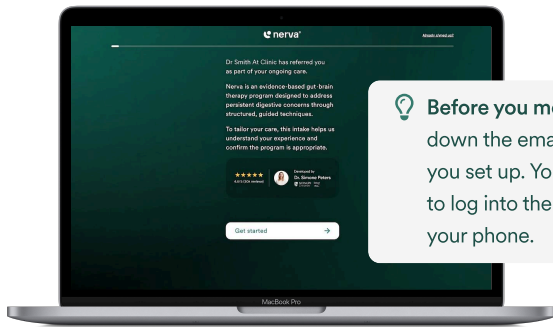 nerva
Already signed up?
Dr Smith At Clinic has referred you
as part of your ongoing care.
Nerva is an evidence-based gut-brain
therapy program designed to address
persistent digestive concerns through
structured, guided techniques.
To tailor your care, this intake helps us
understand your experience and
confirm the program is appropriate.
Developed by
Dr. Simone Peters
Get started
MacBook Pro
Before you m
down the ema
you set up. Yo
to log into the
your phone.